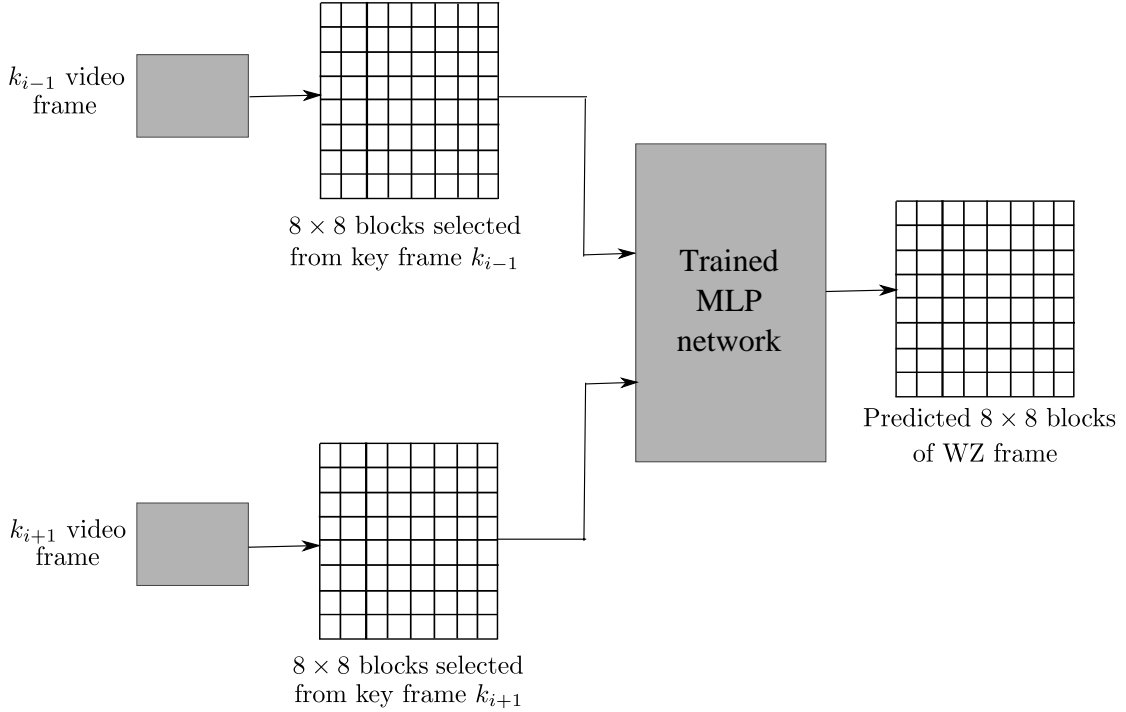 k_{i−1} video
frame
8 × 8 blocks selected
from key frame k_{i−1}
Trained
MLP
network
Predicted 8 × 8 blocks
of WZ frame
k_{i+1} video
frame
8 × 8 blocks selected
from key frame k_{i+1}